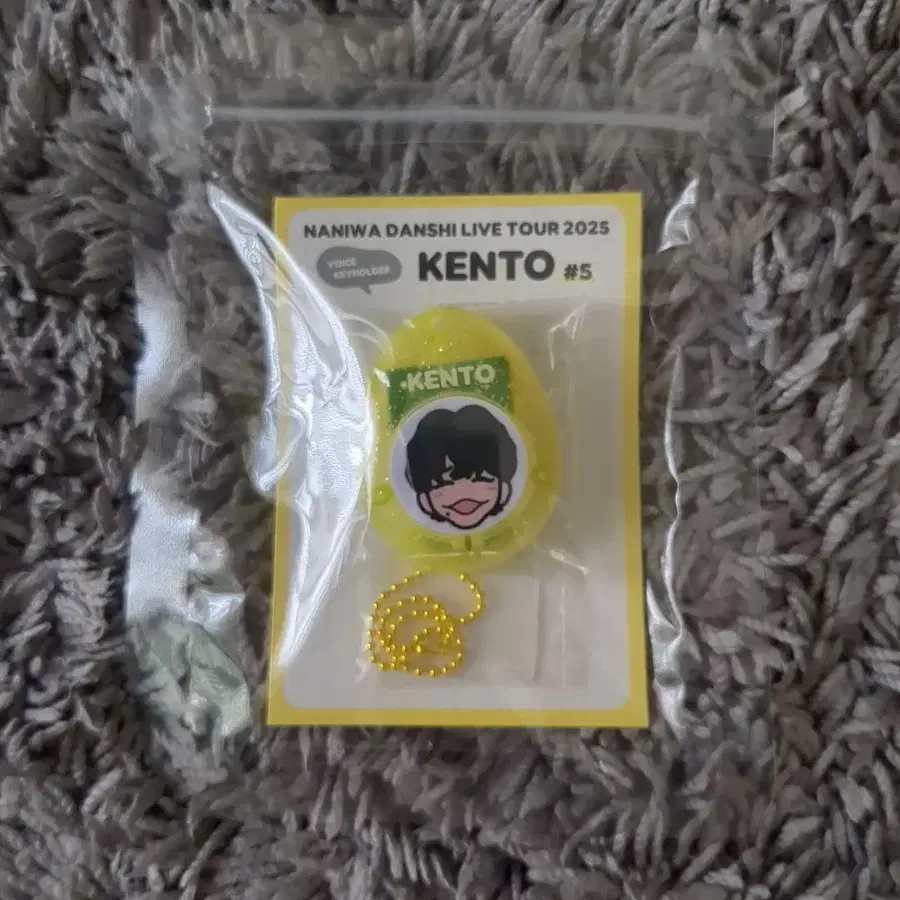 NANIWA DANSHI LIVE TOUR 2025
VOICE
KEYHOLDER
KENTO #5
KENTO